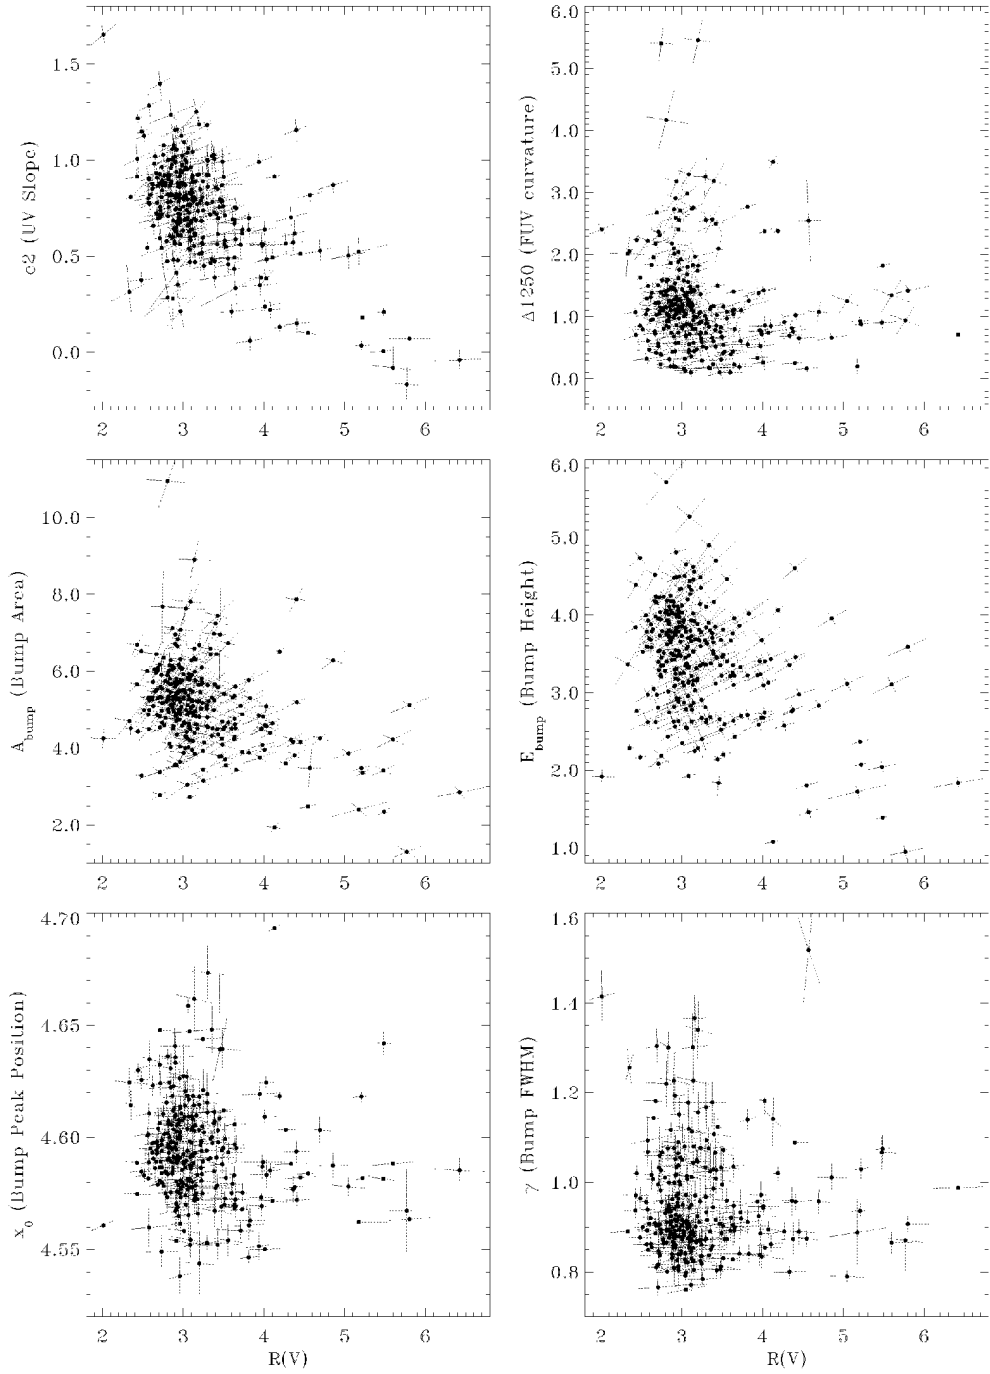 1.5
1.0
0.5
0.0
c2 (UV Slope)
2 3 4 5 6
6.0
5.0
4.0
3.0
2.0
1.0
0.0
Δ1250 (FUV curvature)
2 3 4 5 6
10.0
8.0
6.0
4.0
2.0
A_bump (Bump Area)
2 3 4 5 6
6.0
5.0
4.0
3.0
2.0
1.0
E_bump (Bump Height)
2 3 4 5 6
4.70
4.65
4.60
4.55
x_0 (Bump Peak Position)
2 3 4 5 6
R(V)
1.6
1.4
1.2
1.0
0.8
γ (Bump FWHM)
2 3 4 5 6
R(V)